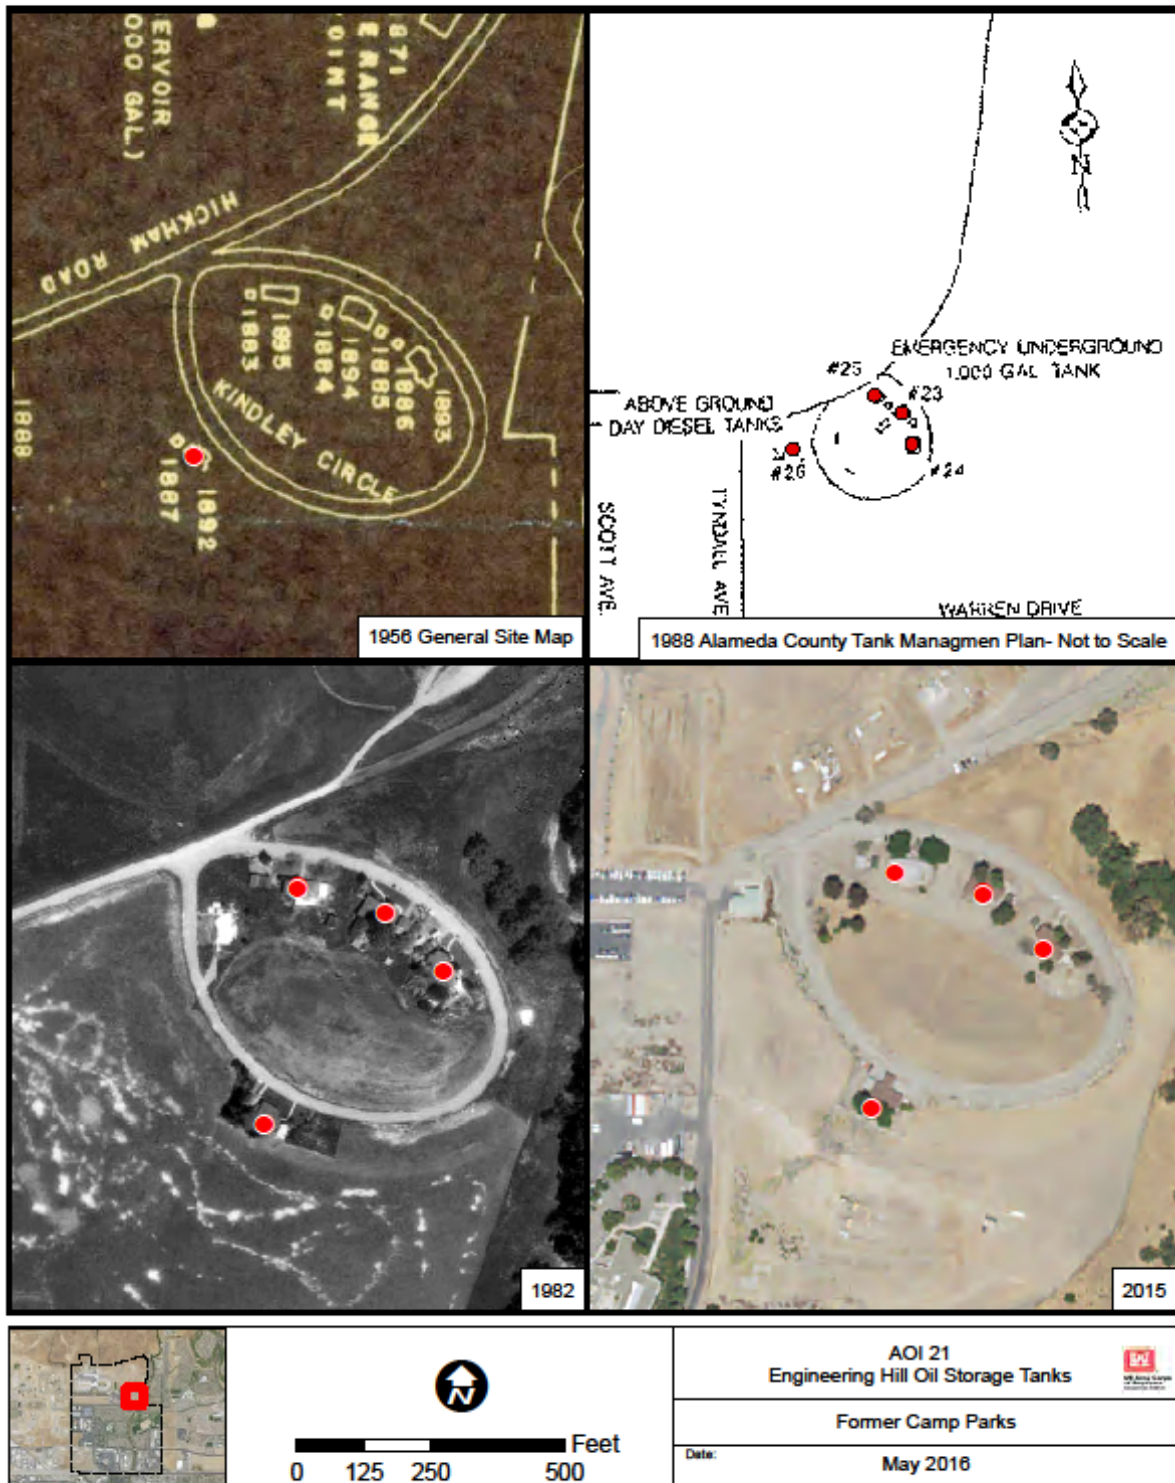 ERVOIR
000 GAL.)
871
E RANGE
OINT
HICKHAM ROAD
1883
1895
1884
1894
1885
1886
1893
KINDLEY CIRCLE
1888
1887
1892
1956 General Site Map
N
EMERGENCY UNDERGROUND
1,000 GAL TANK
#25
#23
ABOVE GROUND
DAY DIESEL TANKS
#26
#24
SCOTT AVE.
TYNDALL AVE
WARREN DRIVE
1988 Alameda County Tank Managmen Plan- Not to Scale
1982
2015
N
Feet
0 125 250 500
AOI 21
Engineering Hill Oil Storage Tanks
Former Camp Parks
Date:
May 2016